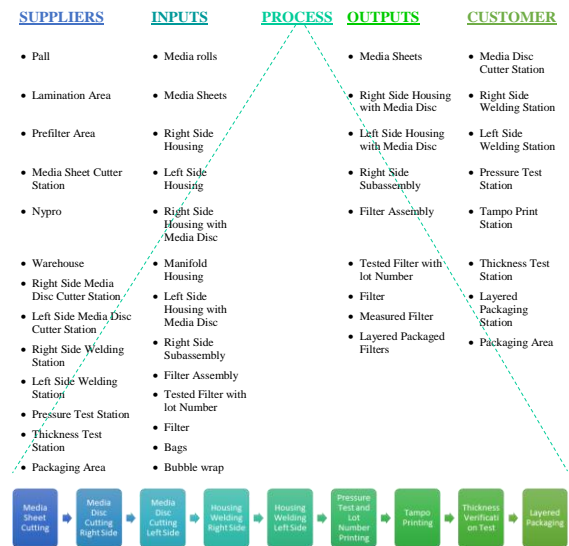 SUPPLIERS
INPUTS
PROCESS
OUTPUTS
CUSTOMER
• Pall
• Lamination Area
• Prefilter Area
• Media Sheet Cutter
Station
• Nypro
• Warehouse
• Right Side Media
Disc Cutter Station
• Left Side Media Disc
Cutter Station
• Right Side Welding
Station
• Left Side Welding
Station
• Pressure Test Station
• Thickness Test
Station
• Packaging Area
• Media rolls
• Media Sheets
• Right Side
Housing
• Left Side
Housing
• Right Side
Housing with
Media Disc
• Manifold
Housing
• Left Side
Housing with
Media Disc
• Right Side
Subassembly
• Filter Assembly
• Tested Filter with
lot Number
• Filter
• Bags
• Bubble wrap
• Media Sheets
• Right Side Housing
with Media Disc
• Left Side Housing
with Media Disc
• Right Side
Subassembly
• Filter Assembly
• Tested Filter with
lot Number
• Filter
• Measured Filter
• Layered Packaged
Filters
• Media Disc
Cutter Station
• Right Side
Welding Station
• Left Side
Welding Station
• Pressure Test
Station
• Tampo Print
Station
• Thickness Test
Station
• Layered
Packaging
Station
• Packaging Area
Media
Sheet
Cutting
Media
Disc
Cutting
Right Side
Media
Disc
Cutting
Left Side
Housing
Welding
Right Side
Housing
Welding
Left Side
Pressure
Test and
Lot
Number
Printing
Tampo
Printing
Thickness
Verificati
on Test
Layered
Packaging